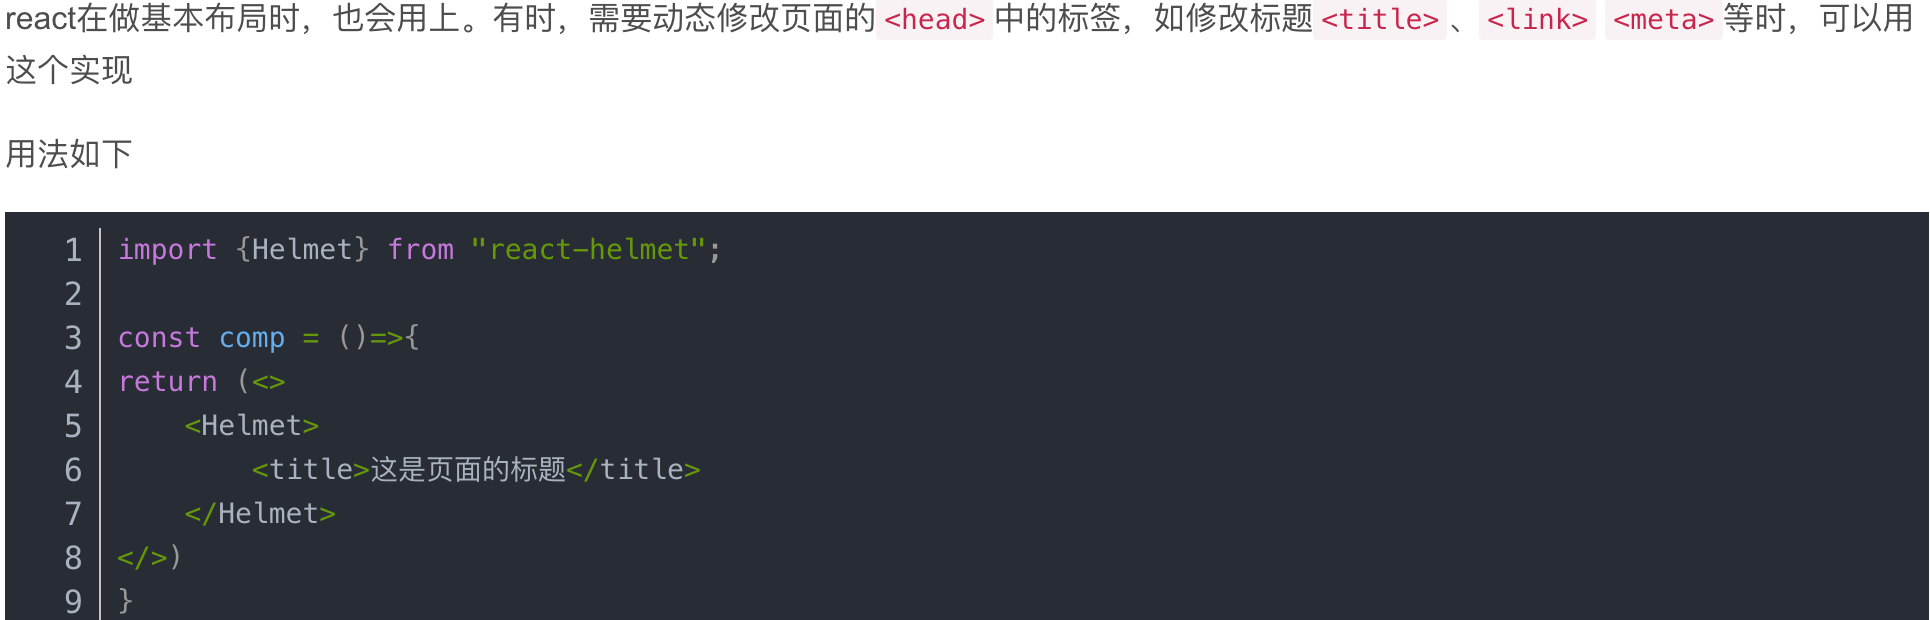 react在做基本布局时，也会用上。有时，需要动态修改页面的<head>中的标签，如修改标题<title>、<link> <meta>等时，可以用
这个实现
用法如下
1 import {Helmet} from "react-helmet";
2
3 const comp = ()=>{
4 return (<>
5     <Helmet>
6         <title>这是页面的标题</title>
7     </Helmet>
8 </>)
9 }